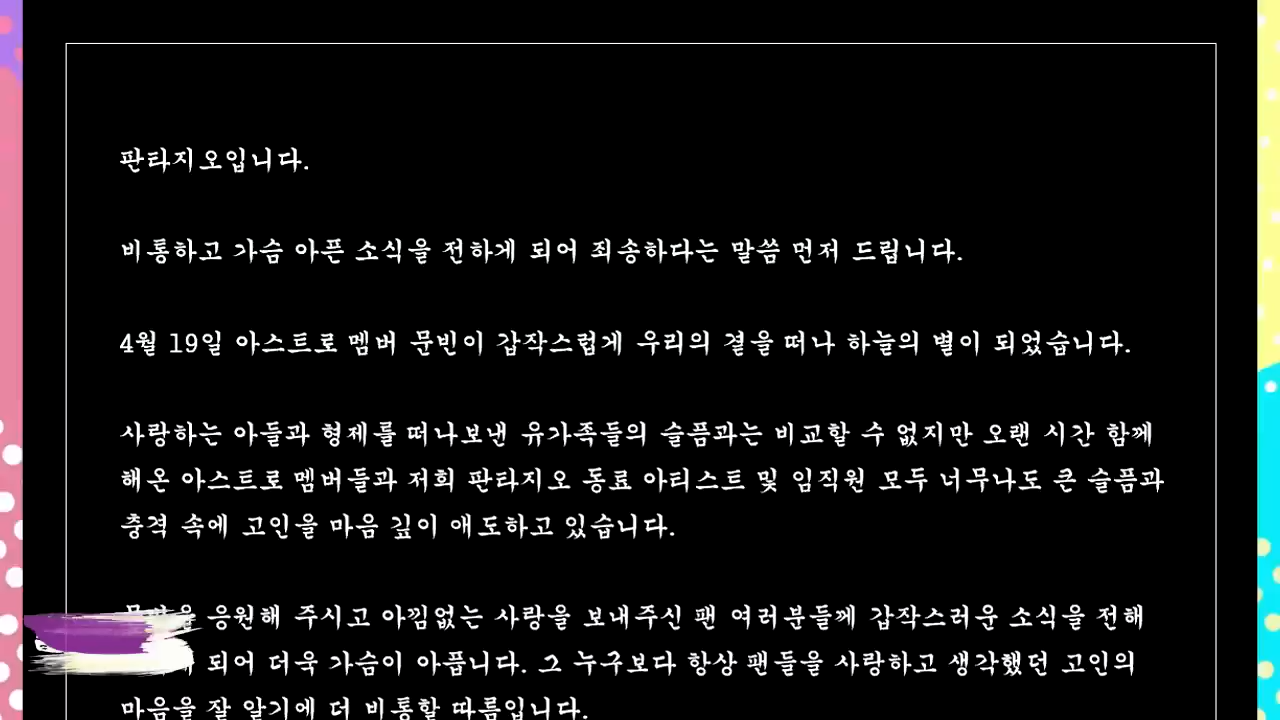 판타지오입니다.
비통하고 가슴 아픈 소식을 전하게 되어 죄송하다는 말씀 먼저 드립니다.
4월 19일 아스트로 멤버 문빈이 갑작스럽게 우리의 곁을 떠나 하늘의 별이 되었습니다.
사랑하는 아들과 형제를 떠나보낸 유가족들의 슬픔과는 비교할 수 없지만 오랜 시간 함께
해온 아스트로 멤버들과 저희 판타지오 동료 아티스트 및 임직원 모두 너무나도 큰 슬픔과
충격 속에 고인을 마음 깊이 애도하고 있습니다.
응원해 주시고 아낌없는 사랑을 보내주신 팬 여러분들께 갑작스러운 소식을 전해
되어 더욱 가슴이 아픕니다. 그 누구보다 항상 팬들을 사랑하고 생각했던 고인의
마음을 잘 알기에 더 비통할 따름입니다.